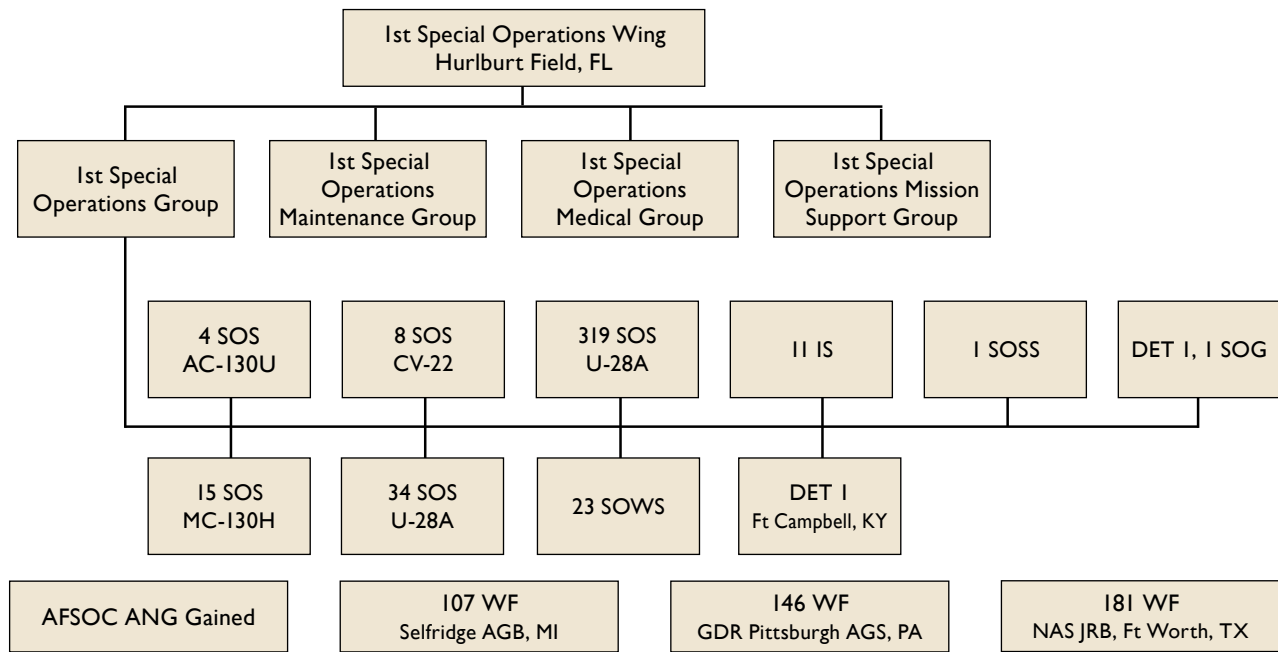 1st Special Operations Wing
Hurlburt Field, FL
1st Special
Operations Group
1st Special
Operations
Maintenance Group
1st Special
Operations
Medical Group
1st Special
Operations Mission
Support Group
4 SOS
AC-130U
8 SOS
CV-22
319 SOS
U-28A
11 IS
1 SOSS
DET 1, 1 SOG
15 SOS
MC-130H
34 SOS
U-28A
23 SOWS
DET 1
Ft Campbell, KY
AFSOC ANG Gained
107 WF
Selfridge AGB, MI
146 WF
GDR Pittsburgh AGS, PA
181 WF
NAS JRB, Ft Worth, TX